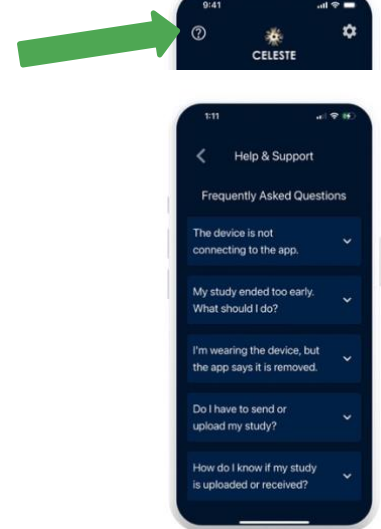 9:41
?
CELESTE
1:11
Help & Support
Frequently Asked Questions
The device is not
connecting to the app.
My study ended too early.
What should I do?
I'm wearing the device, but
the app says it is removed.
Do I have to send or
upload my study?
How do I know if my study
is uploaded or received?